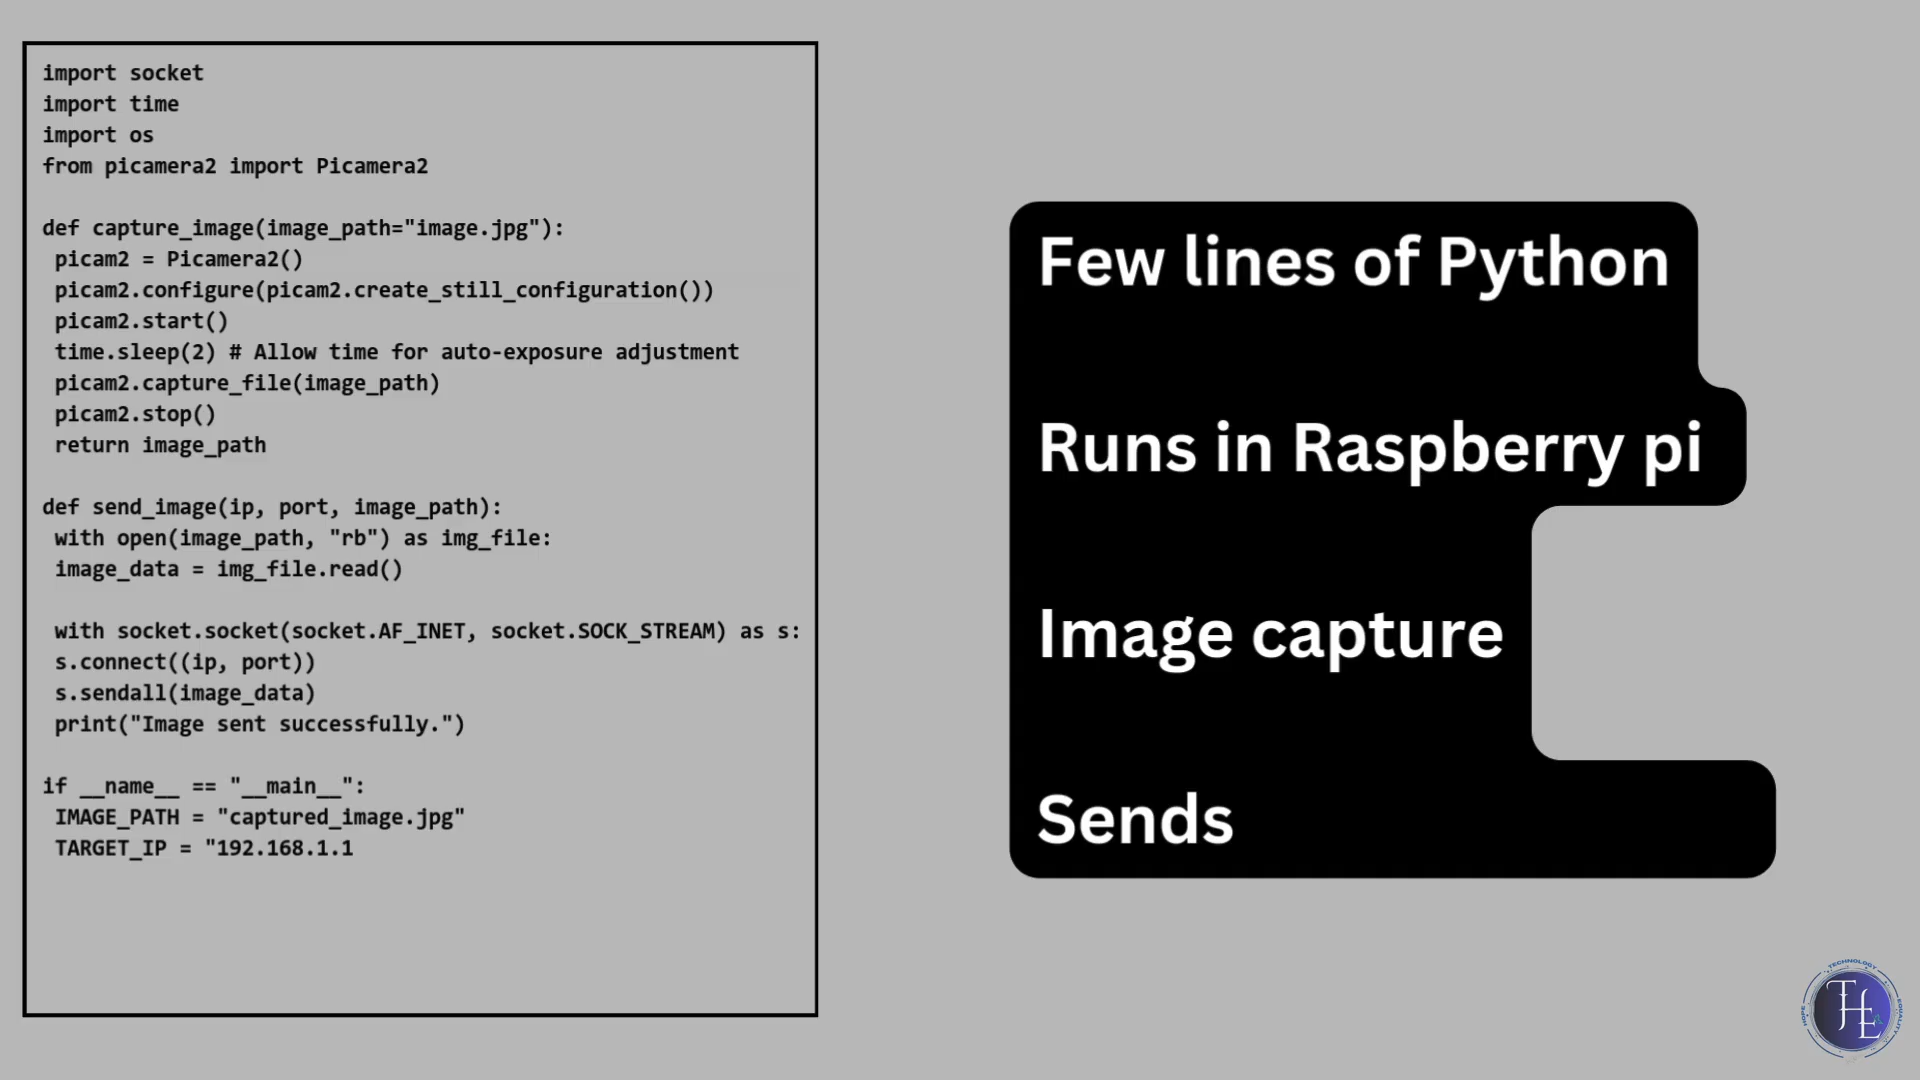 import socket
import time
import os
from picamera2 import Picamera2
def capture_image(image_path="image.jpg"):
picam2 = Picamera2()
picam2.configure(picam2.create_still_configuration())
picam2.start()
time.sleep(2) # Allow time for auto-exposure adjustment
picam2.capture_file(image_path)
picam2.stop()
return image_path
def send_image(ip, port, image_path):
with open(image_path, "rb") as img_file:
image_data = img_file.read()
with socket.socket(socket.AF_INET, socket.SOCK_STREAM) as s:
s.connect((ip, port))
s.sendall(image_data)
print("Image sent successfully.")
if __name__ == "__main__":
IMAGE_PATH = "captured_image.jpg"
TARGET_IP = "192.168.1.1
Few lines of Python
Runs in Raspberry pi
Image capture
Sends
TECHNOLOGY
HOPE
EQUALITY
THE